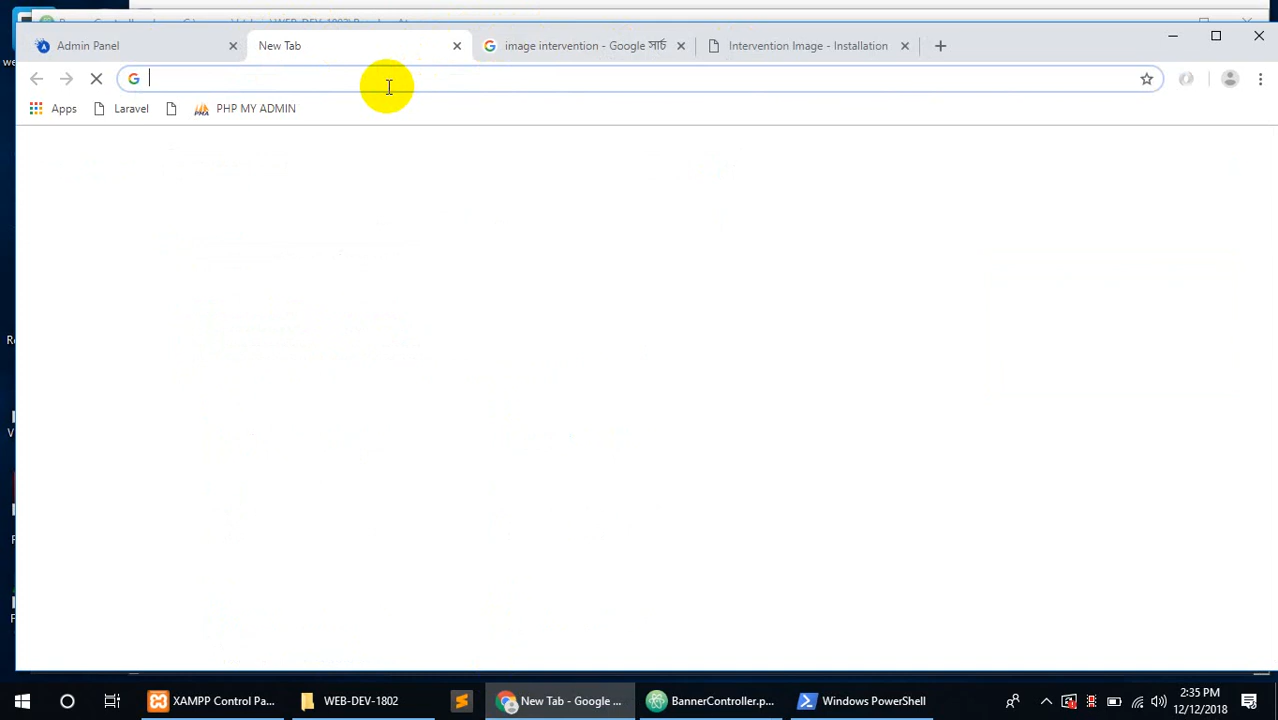 Admin Panel
New Tab
image intervention - Google সার্চ
Intervention Image - Installation
Apps
Laravel
PHP MY ADMIN
XAMPP Control Pa...
WEB-DEV-1802
New Tab - Google ...
BannerController.p...
Windows PowerShell
2:35 PM
12/12/2018